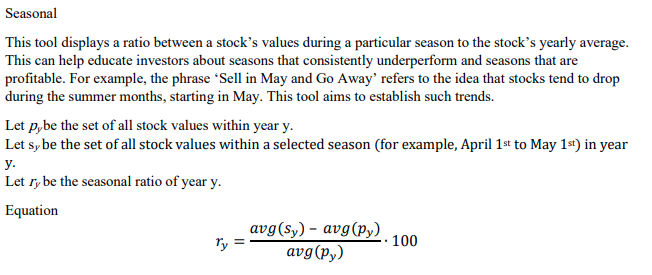 Seasonal
This tool displays a ratio between a stock's values during a particular season to the stock's yearly average.
This can help educate investors about seasons that consistently underperform and seasons that are
profitable. For example, the phrase ‘Sell in May and Go Away’ refers to the idea that stocks tend to drop
during the summer months, starting in May. This tool aims to establish such trends.
Let p_y be the set of all stock values within year y.
Let s_y be the set of all stock values within a selected season (for example, April 1st to May 1st) in year
y.
Let r_y be the seasonal ratio of year y.
Equation
r_y = (avg(s_y) − avg(p_y)) / avg(p_y) · 100